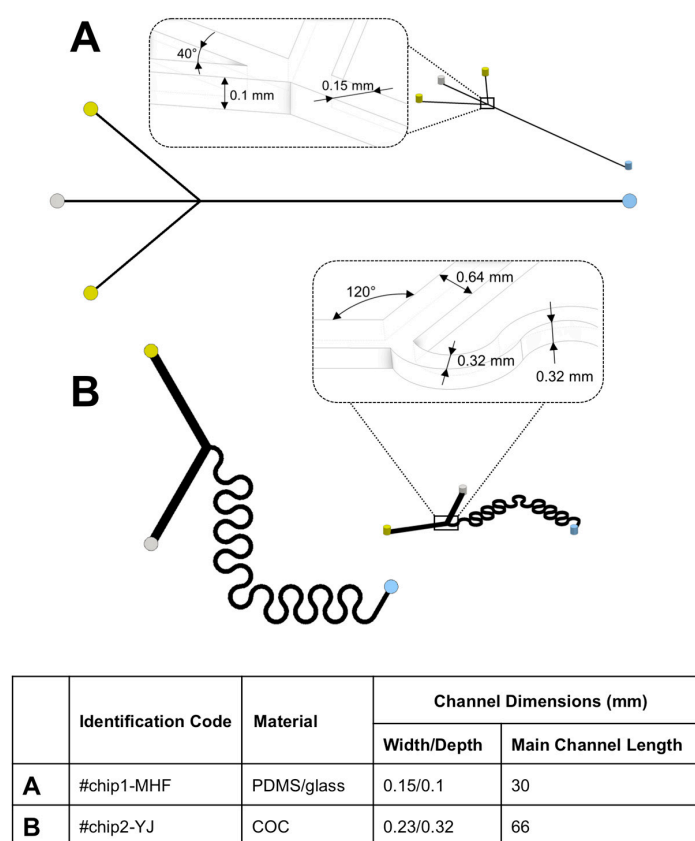 A
40°
0.1 mm
0.15 mm
120°
0.64 mm
0.32 mm
0.32 mm
B
Identification Code
Material
Channel Dimensions (mm)
Width/Depth
Main Channel Length
A #chip1-MHF PDMS/glass 0.15/0.1 30
B #chip2-YJ COC 0.23/0.32 66